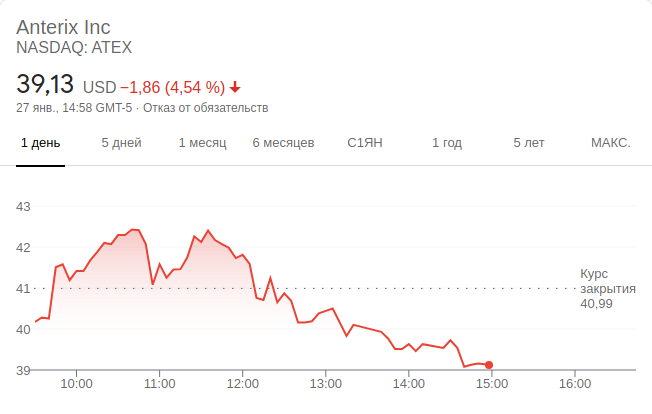 Anterix Inc
NASDAQ: ATEX
39,13 USD −1,86 (4,54 %)
27 янв., 14:58 GMT-5 · Отказ от обязательств
1 день 5 дней 1 месяц 6 месяцев С1ЯН 1 год 5 лет МАКС.
43
42
41
40
39
Курс
закрытия
40,99
10:00 11:00 12:00 13:00 14:00 15:00 16:00